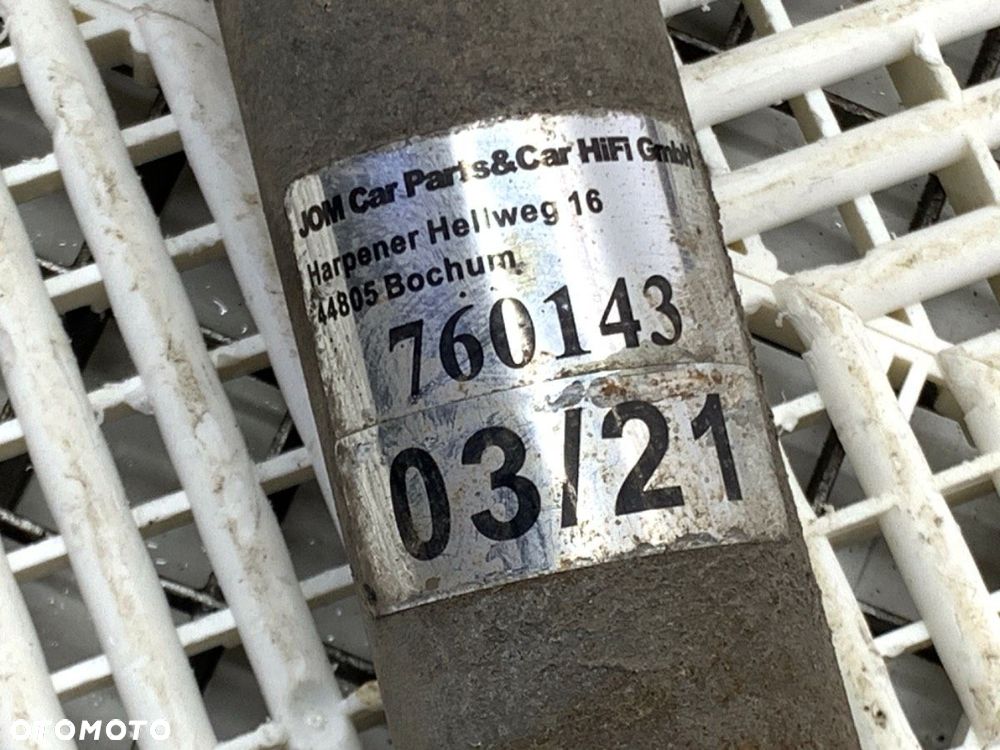 JOM Car Parts&Car HiFi GmbH
Harpener Hellweg 16
44805 Bochum
760143
03/21
OTOMOTO